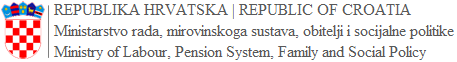 REPUBLIKA HRVATSKA | REPUBLIC OF CROATIA
Ministarstvo rada, mirovinskoga sustava, obitelji i socijalne politike
Ministry of Labour, Pension System, Family and Social Policy